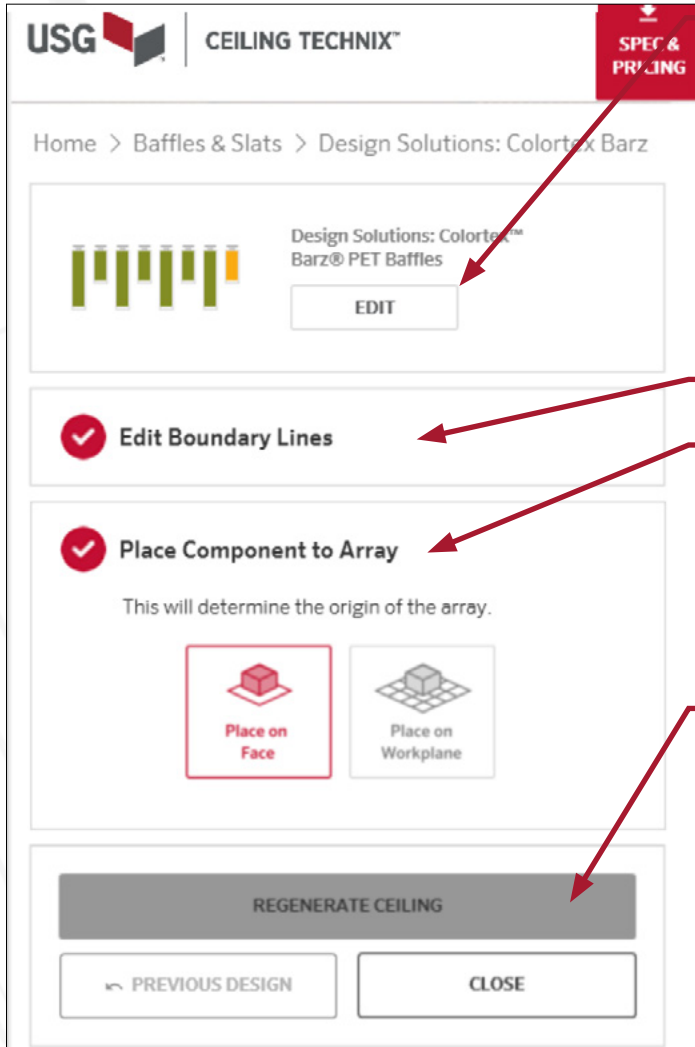 USG
CEILING TECHNIX™
SPEC &
PRICING
Home > Baffles & Slats > Design Solutions: Colortex Barz
Design Solutions: Colortex™
Barz® PET Baffles
EDIT
Edit Boundary Lines
Place Component to Array
This will determine the origin of the array.
Place on
Face
Place on
Workplane
REGENERATE CEILING
PREVIOUS DESIGN
CLOSE